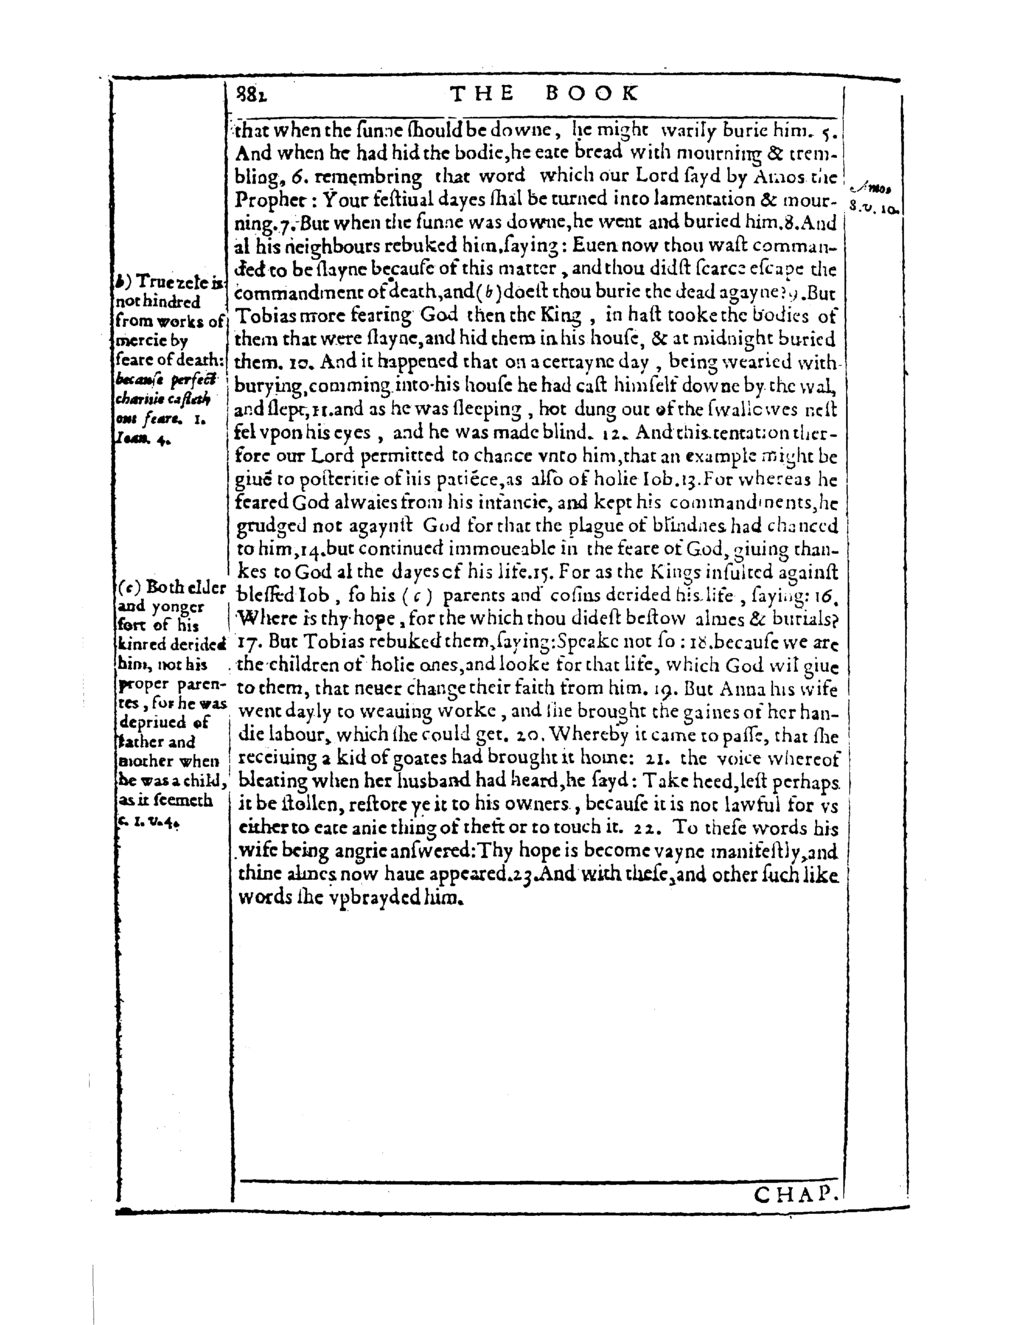 882 THE BOOK
that when the sunne ſhould be downe, he might warily burie him. 5.
And when he had hid the bodie, he eate bread with mourning & trem-
bling, 6. remembring that word which our Lord ſayd by Amos the
Prophet : Your feſtiual dayes ſhal be turned into lamentation & mour-
ning. 7. But when the ſunne was downe, he went and buried him. 8. And
al his neighbours rebuked him, ſaying: Euen now thou waſt comman-
ded to be ſlayne becauſe of this matter, and thou didſt ſcarce eſcape the
commandment of death, and (b) doeſt thou burie the dead agayne? 9. But
Tobias more fearing God then the King, in haſt tooke the bodies of
them that were ſlayne, and hid them in his houſe, & at midnight buried
them. 10. And it happened that on a certayne day, being wearied with
burying, comming into his houſe he had caſt himſelf downe by the wal,
and ſlept, 11. and as he was ſleeping, hot dung out of the ſwallowes neſt
fel vpon his eyes, and he was made blind. 12. And this tentation ther-
fore our Lord permitted to chance vnto him, that an example might be
giuē to poſteritie of his patiēce, as alſo of holie Iob. 13. For whereas he
feared God alwaies from his infancie, and kept his commandments, he
grudged not agaynſt God for that the plague of blindnes had chanced
to him, 14. but continued immoueable in the feare of God, giuing than-
kes to God al the dayes of his life. 15. For as the Kings inſulted againſt
bleſſed Iob, ſo his (c) parents and coſins derided his life, ſaying: 16.
Where is thy hope, for the which thou dideſt beſtow almes & burials?
17. But Tobias rebuked them, ſaying: Speake not ſo : 18. becauſe we are
the children of holie ones, and looke for that life, which God wil giue
to them, that neuer change their faith from him. 19. But Anna his wife
went dayly to weauing worke, and ſhe brought the gaines of her han-
die labour, which ſhe could get. 20. Whereby it came to paſſe, that ſhe
receiuing a kid of goates had brought it home: 21. the voice whereof
bleating when her husband had heard, he ſayd: Take heed, leſt perhaps
it be ſtollen, reſtore ye it to his owners, becauſe it is not lawful for vs
either to eate anie thing of theft or to touch it. 22. To theſe words his
wife being angrie anſwered: Thy hope is become vayne manifeſtly, and
thine almes now haue appeared. 23. And with theſe, and other ſuch like
words ſhe vpbrayded him.
b) True zele is
not hindred
from works of
mercie by
feare of death:
becauſe perfect
charitie caſteth
out feare. 1.
Ioan. 4.
(c) Both elder
and yonger
ſort of his
kinred derided
him, not his
proper paren-
tes, for he was
depriued of
father and
mother when
he was a child,
as it ſeemeth
c. 1. v. 4.
Amos
8. v. 10.
CHAP.